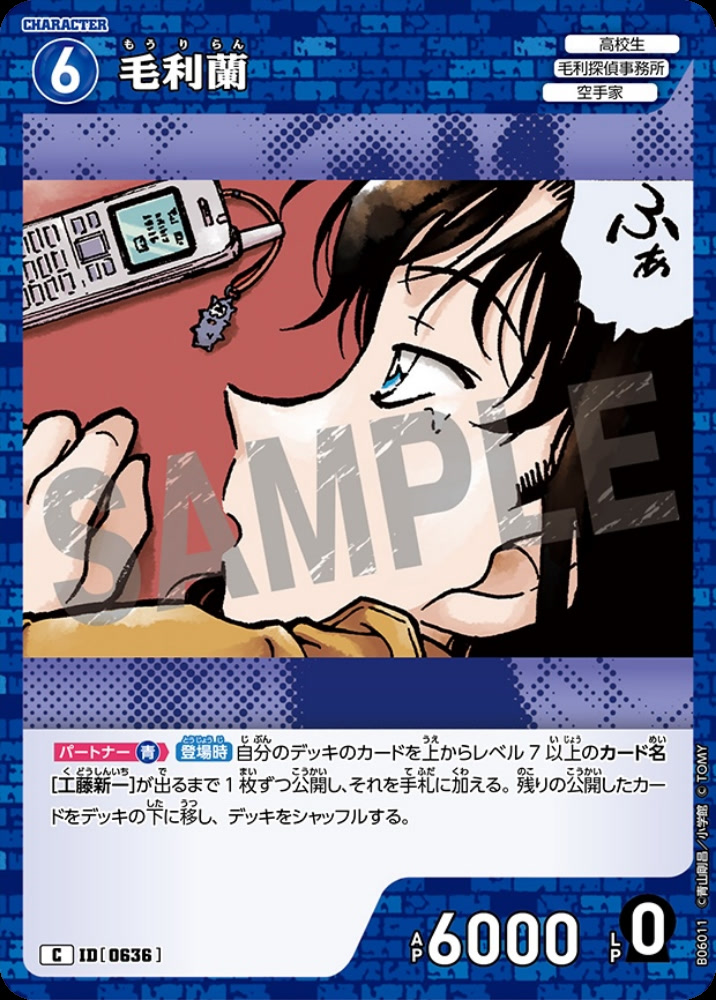 CHARACTER
6
もうりらん
毛利蘭
高校生
毛利探偵事務所
空手家
ふぁ
SAMPLE
パートナー 青 登場時 自分のデッキのカードを上からレベル7以上のカード名
[工藤新一]が出るまで1枚ずつ公開し、それを手札に加える。残りの公開したカー
ドをデッキの下に移し、デッキをシャッフルする。
C ID[0636]
AP 6000
LP 0
B06011 ©青山剛昌/小学館 ©TOMY